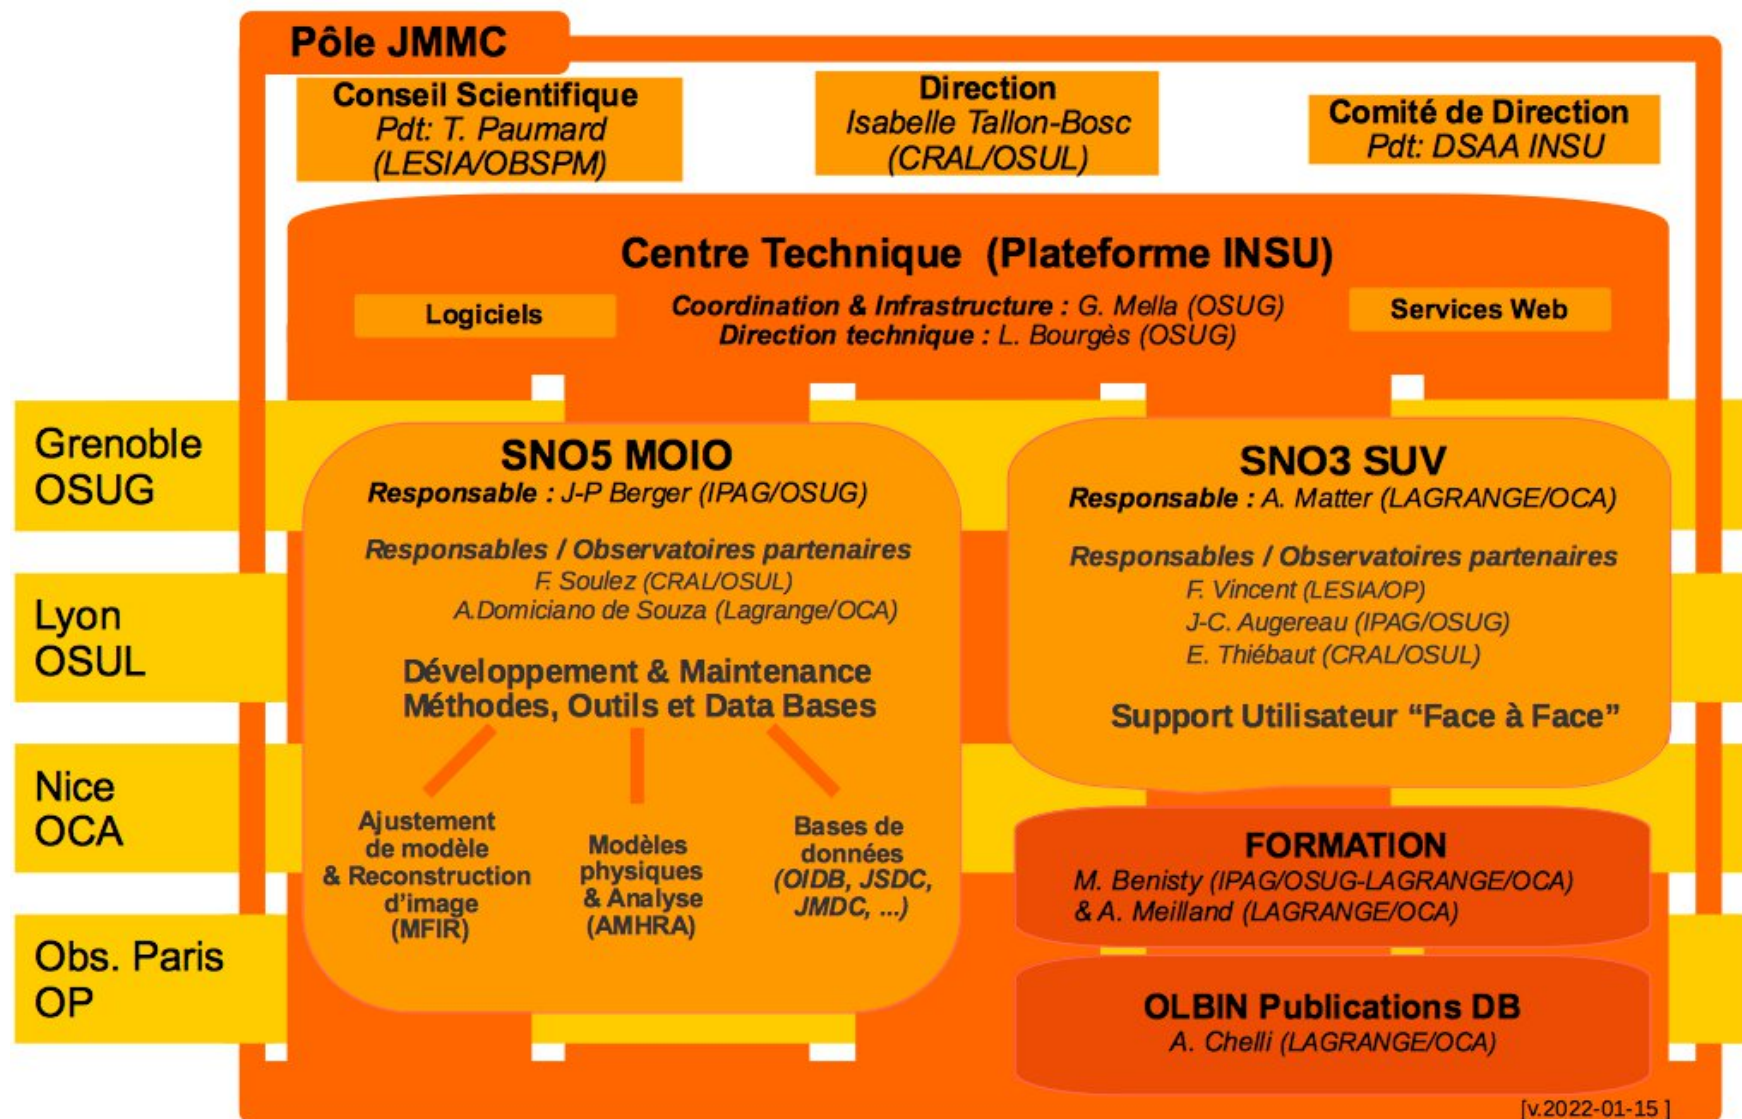 Pôle JMMC
Conseil Scientifique
Pdt: T. Paumard
(LESIA/OBSPM)
Direction
Isabelle Tallon-Bosc
(CRAL/OSUL)
Comité de Direction
Pdt: DSAA INSU
Centre Technique (Plateforme INSU)
Logiciels
Coordination & Infrastructure : G. Mella (OSUG)
Direction technique : L. Bourgès (OSUG)
Services Web
Grenoble
OSUG
Lyon
OSUL
Nice
OCA
Obs. Paris
OP
SNO5 MOIO
Responsable : J-P Berger (IPAG/OSUG)
Responsables / Observatoires partenaires
F. Soulez (CRAL/OSUL)
A.Domiciano de Souza (Lagrange/OCA)
Développement & Maintenance
Méthodes, Outils et Data Bases
Ajustement
de modèle
& Reconstruction
d'image
(MFIR)
Modèles
physiques
& Analyse
(AMHRA)
Bases de
données
(OIDB, JSDC,
JMDC, ...)
SNO3 SUV
Responsable : A. Matter (LAGRANGE/OCA)
Responsables / Observatoires partenaires
F. Vincent (LESIA/OP)
J-C. Augereau (IPAG/OSUG)
E. Thiébaut (CRAL/OSUL)
Support Utilisateur “Face à Face”
FORMATION
M. Benisty (IPAG/OSUG-LAGRANGE/OCA)
& A. Meilland (LAGRANGE/OCA)
OLBIN Publications DB
A. Chelli (LAGRANGE/OCA)
[v.2022-01-15 ]